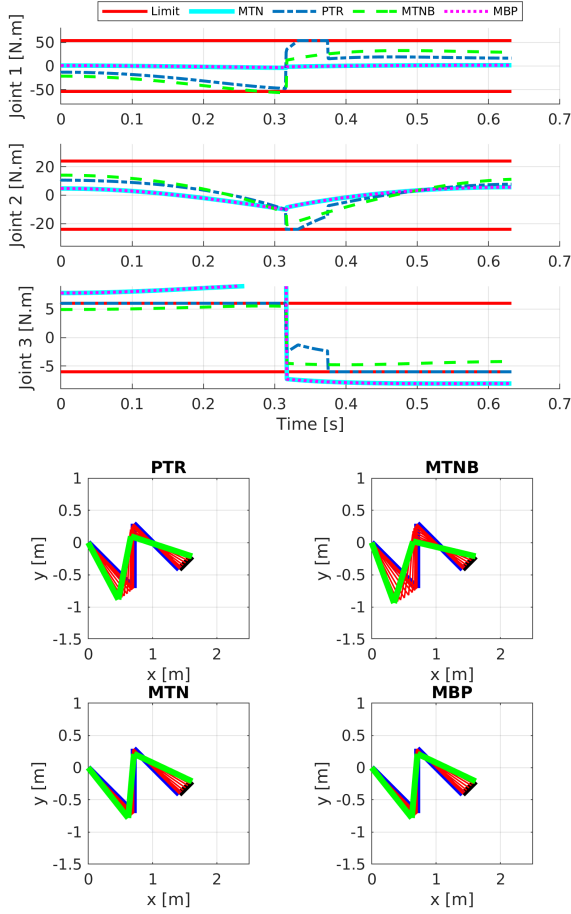 Limit MTN PTR MTNB MBP
Joint 1 [N.m]
50
0
-50
0 0.1 0.2 0.3 0.4 0.5 0.6 0.7
Joint 2 [N.m]
20
0
-20
0 0.1 0.2 0.3 0.4 0.5 0.6 0.7
Joint 3 [N.m]
5
0
-5
0 0.1 0.2 0.3 0.4 0.5 0.6 0.7
Time [s]
PTR
y [m]
1
0.5
0
-0.5
-1
-1.5
0 1 2
x [m]
MTNB
y [m]
1
0.5
0
-0.5
-1
-1.5
0 1 2
x [m]
MTN
y [m]
1
0.5
0
-0.5
-1
-1.5
0 1 2
x [m]
MBP
y [m]
1
0.5
0
-0.5
-1
-1.5
0 1 2
x [m]